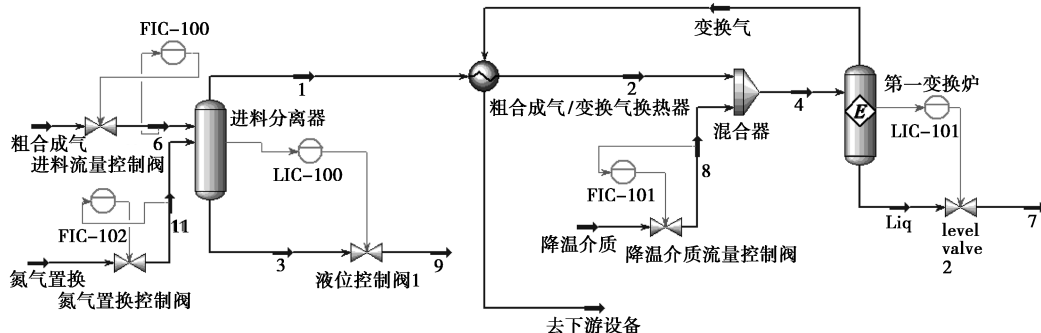 FIC-100
变换气
粗合成气
进料流量控制阀
6
进料分离器
1
粗合成气/变换气换热器
2
混合器
4
第一变换炉
E
LIC-101
LIC-100
FIC-101
8
FIC-102
11
降温介质
降温介质流量控制阀
氮气置换
氮气置换控制阀
3
液位控制阀1
9
Liq
level
valve
2
7
去下游设备